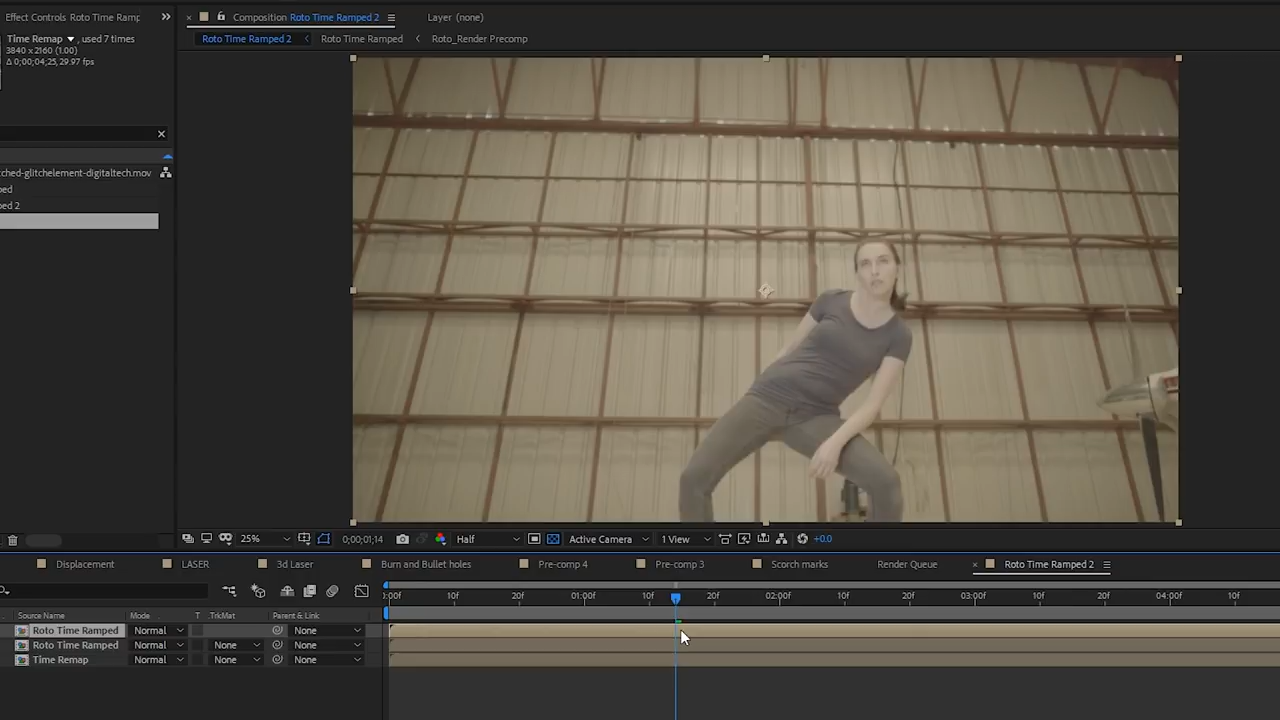 Effect Controls Roto Time Ramp
Composition Roto Time Ramped 2
Layer (none)
Time Remap , used 7 times
3840 x 2160 (1.00)
Δ 0;00;04;25, 29.97 fps
Roto Time Ramped 2
Roto Time Ramped
Roto_Render Precomp
ched-glitchelement-digitaltech.mov
ped 2
25%
0;00;01;14
Half
Active Camera
1 View
+0.0
Displacement
LASER
3d Laser
Burn and Bullet holes
Pre-comp 4
Pre-comp 3
Scorch marks
Render Queue
Roto Time Ramped 2
:00f 10f 20f 01:00f 10f 20f 02:00f 10f 20f 03:00f 10f 20f 04:00f 10f
Source Name Mode T .TrkMat Parent & Link
Roto Time Ramped Normal None
Roto Time Ramped Normal None None
Time Remap Normal None None